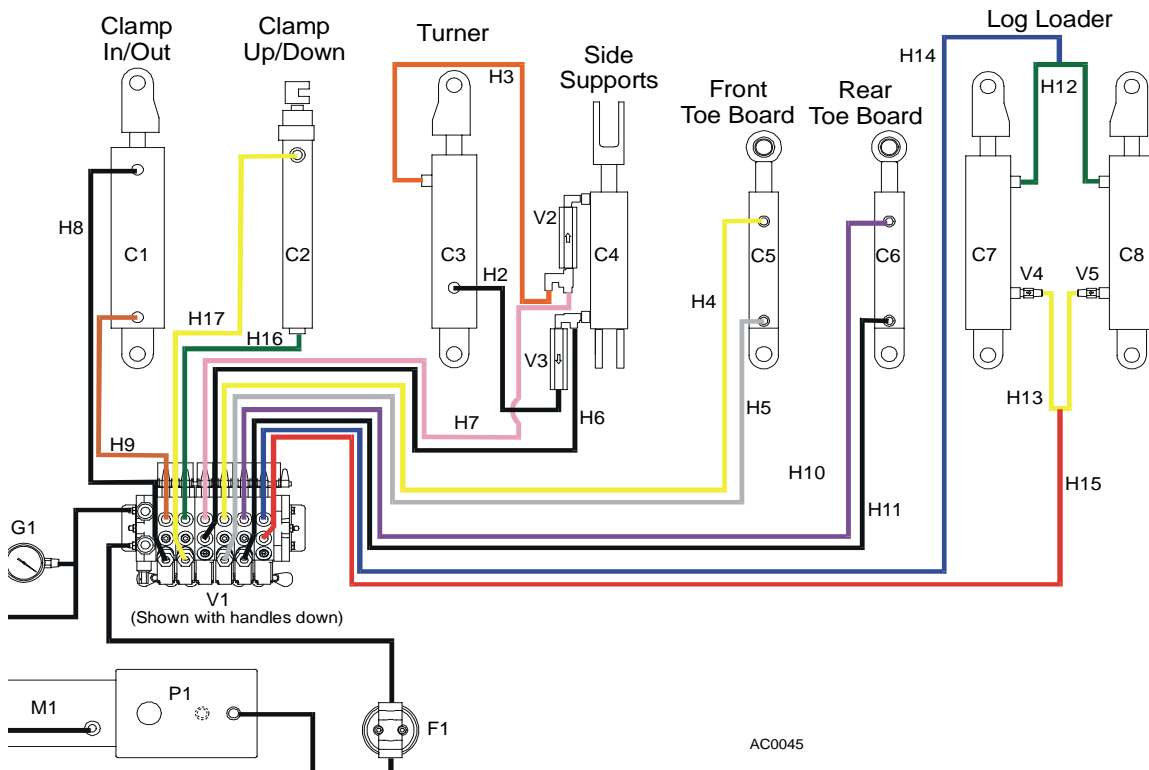 Clamp
In/Out
Clamp
Up/Down
Turner
Side
Supports
Front
Toe Board
Rear
Toe Board
Log Loader
H14
H3
H12
H8
C1
C2
C3
V2
C4
C5
C6
C7
C8
V4
V5
H2
H4
H17
H16
V3
H13
H7
H6
H5
H9
H10
H15
H11
G1
V1
(Shown with handles down)
M1
P1
F1
AC0045